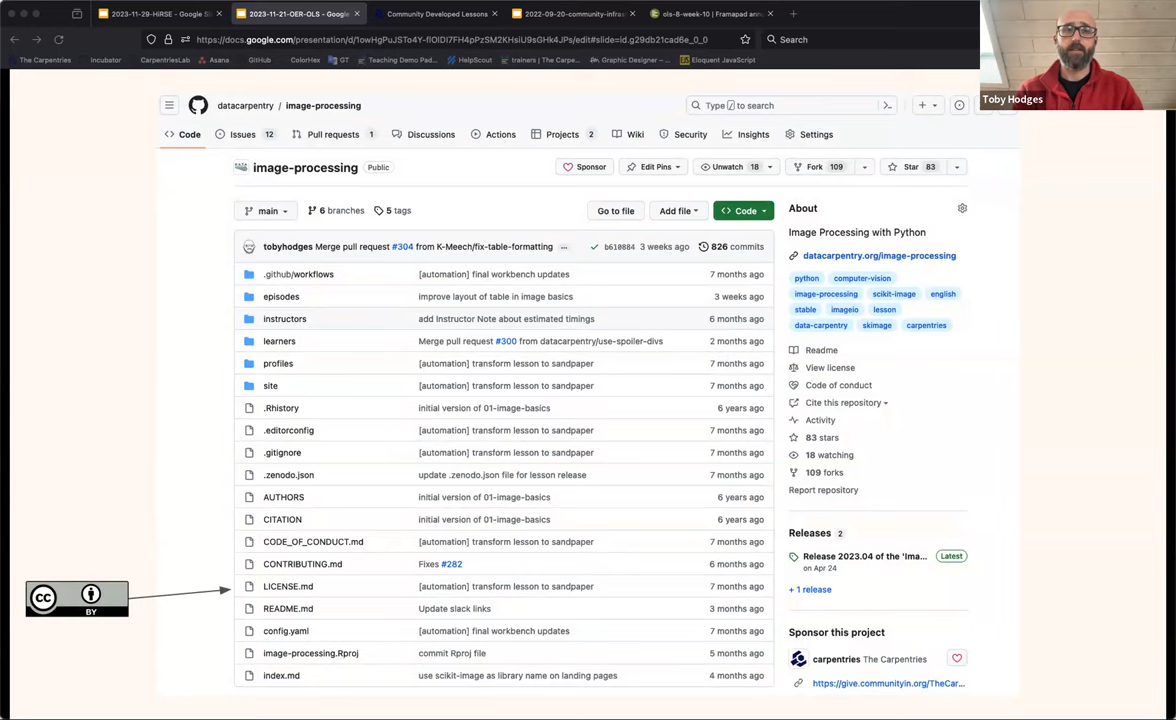 2023-11-29-HiRSE - Google Sl
2023-11-21-OER-OLS - Google
Community Developed Lessons
2022-09-20-community-infras
ols-8-week-10 | Framapad ann
https://docs.google.com/presentation/d/1owHgPuJSTo4Y-flOlDI7FH4pPzSM2KHsiU9sGHk4JPs/edit#slide=id.g29db21cad6e_0_0
Search
The Carpentries
Incubator
CarpentriesLab
Asana
GitHub
ColorHex
GT
Teaching Demo Pad...
HelpScout
trainers | The Carpe...
Graphic Designer – ...
Eloquent JavaScript
Toby Hodges
datacarpentry / image-processing
Type / to search
Code
Issues 12
Pull requests 1
Discussions
Actions
Projects 2
Wiki
Security
Insights
Settings
image-processing
Public
Sponsor
Edit Pins
Unwatch 18
Fork 109
Star 83
main
6 branches
5 tags
Go to file
Add file
Code
tobyhodges Merge pull request #304 from K-Meech/fix-table-formatting ... b610884 3 weeks ago 826 commits
.github/workflows [automation] final workbench updates 7 months ago
episodes improve layout of table in image basics 3 weeks ago
instructors add Instructor Note about estimated timings 6 months ago
learners Merge pull request #300 from datacarpentry/use-spoiler-divs 2 months ago
profiles [automation] transform lesson to sandpaper 7 months ago
site [automation] transform lesson to sandpaper 7 months ago
.Rhistory initial version of 01-image-basics 6 years ago
.editorconfig [automation] transform lesson to sandpaper 7 months ago
.gitignore [automation] transform lesson to sandpaper 7 months ago
.zenodo.json update .zenodo.json file for lesson release 7 months ago
AUTHORS initial version of 01-image-basics 6 years ago
CITATION initial version of 01-image-basics 6 years ago
CODE_OF_CONDUCT.md [automation] transform lesson to sandpaper 7 months ago
CONTRIBUTING.md Fixes #282 6 months ago
LICENSE.md [automation] transform lesson to sandpaper 7 months ago
README.md Update slack links 3 months ago
config.yaml [automation] final workbench updates 7 months ago
image-processing.Rproj commit Rproj file 5 months ago
index.md use scikit-image as library name on landing pages 4 months ago
cc
BY
About
Image Processing with Python
datacarpentry.org/image-processing
python computer-vision
image-processing scikit-image english
stable imageio lesson
data-carpentry skimage carpentries
Readme
View license
Code of conduct
Cite this repository
Activity
83 stars
18 watching
109 forks
Report repository
Releases 2
Release 2023.04 of the 'Ima... Latest
on Apr 24
+ 1 release
Sponsor this project
carpentries The Carpentries
https://give.communityin.org/TheCar...